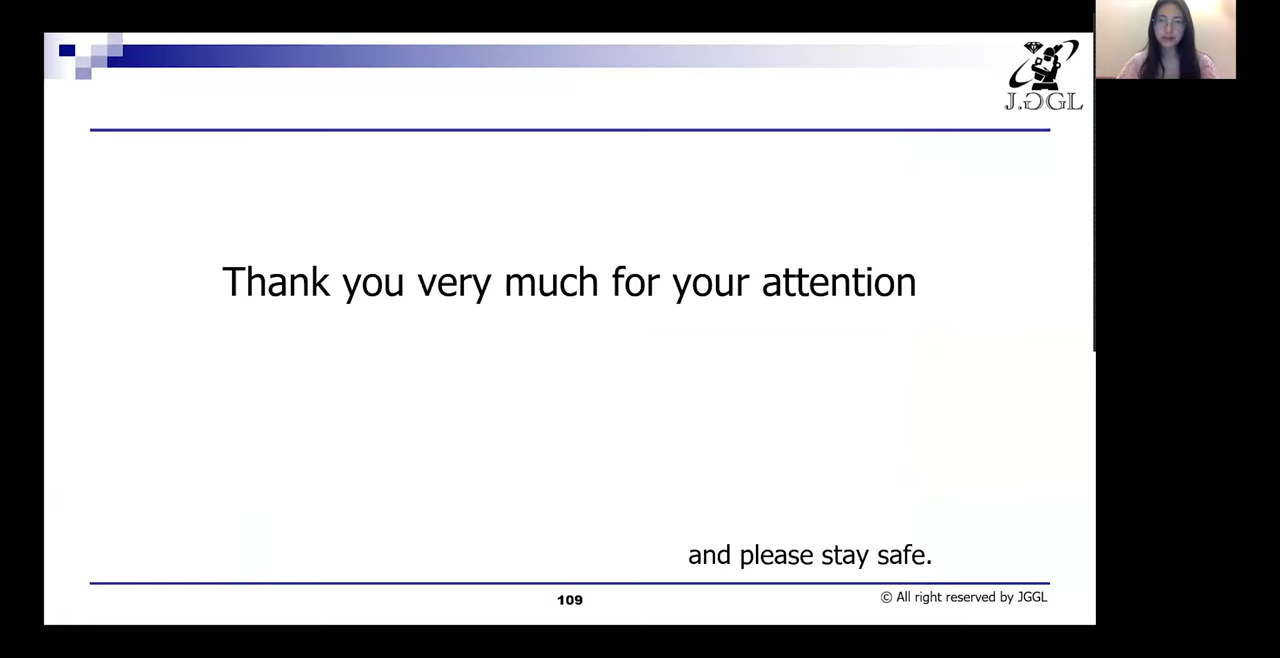 J.GGL
Thank you very much for your attention
and please stay safe.
109
© All right reserved by JGGL